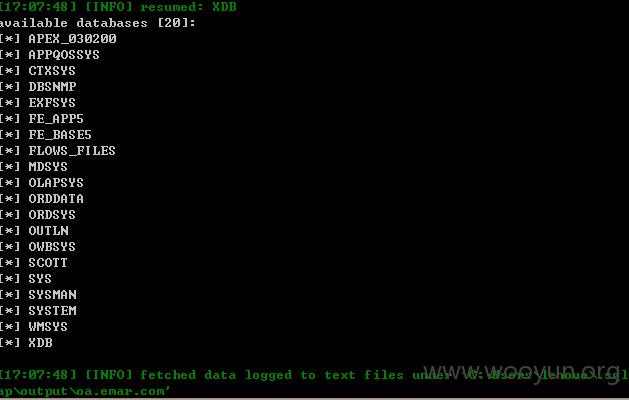 [17:07:48] [INFO] resumed: XDB
available databases [20]:
[*] APEX_030200
[*] APPQOSSYS
[*] CTXSYS
[*] DBSNMP
[*] EXFSYS
[*] FE_APP5
[*] FE_BASE5
[*] FLOWS_FILES
[*] MDSYS
[*] OLAPSYS
[*] ORDDATA
[*] ORDSYS
[*] OUTLN
[*] OWBSYS
[*] SCOTT
[*] SYS
[*] SYSMAN
[*] SYSTEM
[*] WMSYS
[*] XDB
[17:07:48] [INFO] fetched data logged to text files under
www.wooyun.org
ap\output\oa.emar.com'